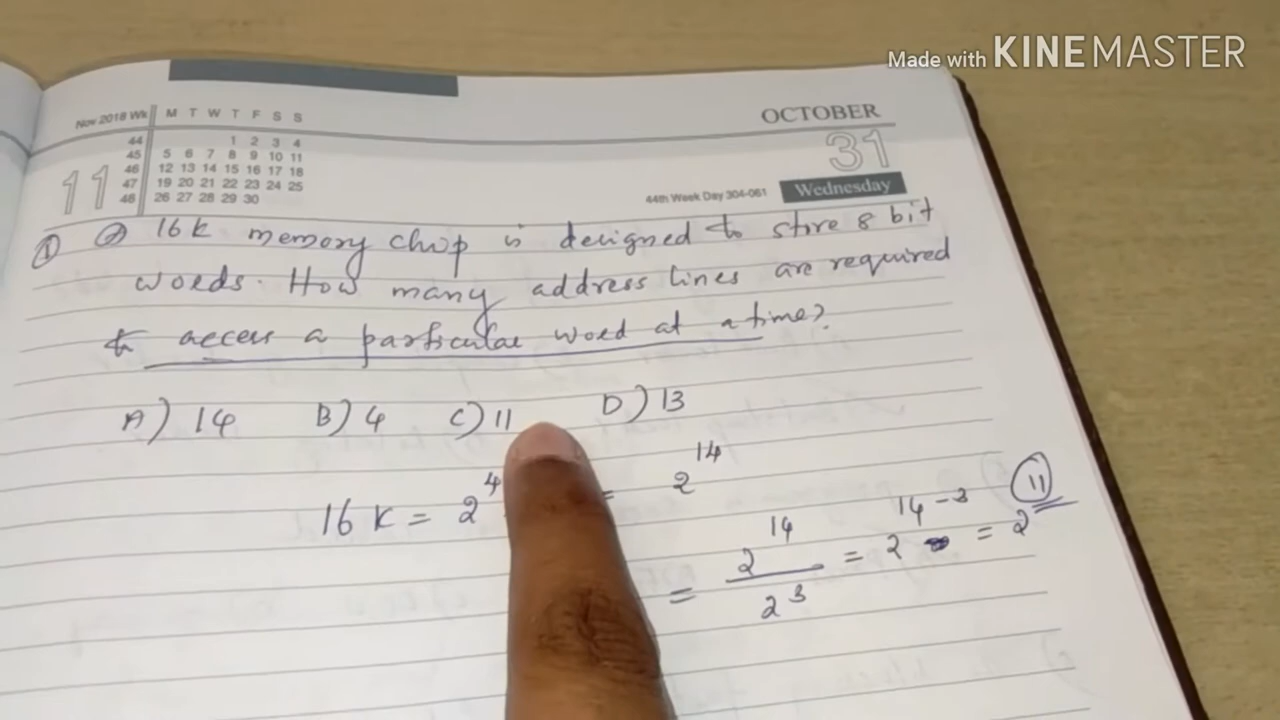 Made with KINEMASTER
Nov 2018 Wk M T W T F S S
44 1 2 3 4
45 5 6 7 8 9 10 11
46 12 13 14 15 16 17 18
47 19 20 21 22 23 24 25
48 26 27 28 29 30
11
OCTOBER
31
44th Week Day 304-061 Wednesday
① 16k memory chip is designed to store 8 bit
words. How many address lines are required
to access a particular word at a time?
A) 14 B) 4 C) 11 D) 13
16 K = 2^4 = 2^14
= 2^14 / 2^3 = 2^14-3 = 2^11